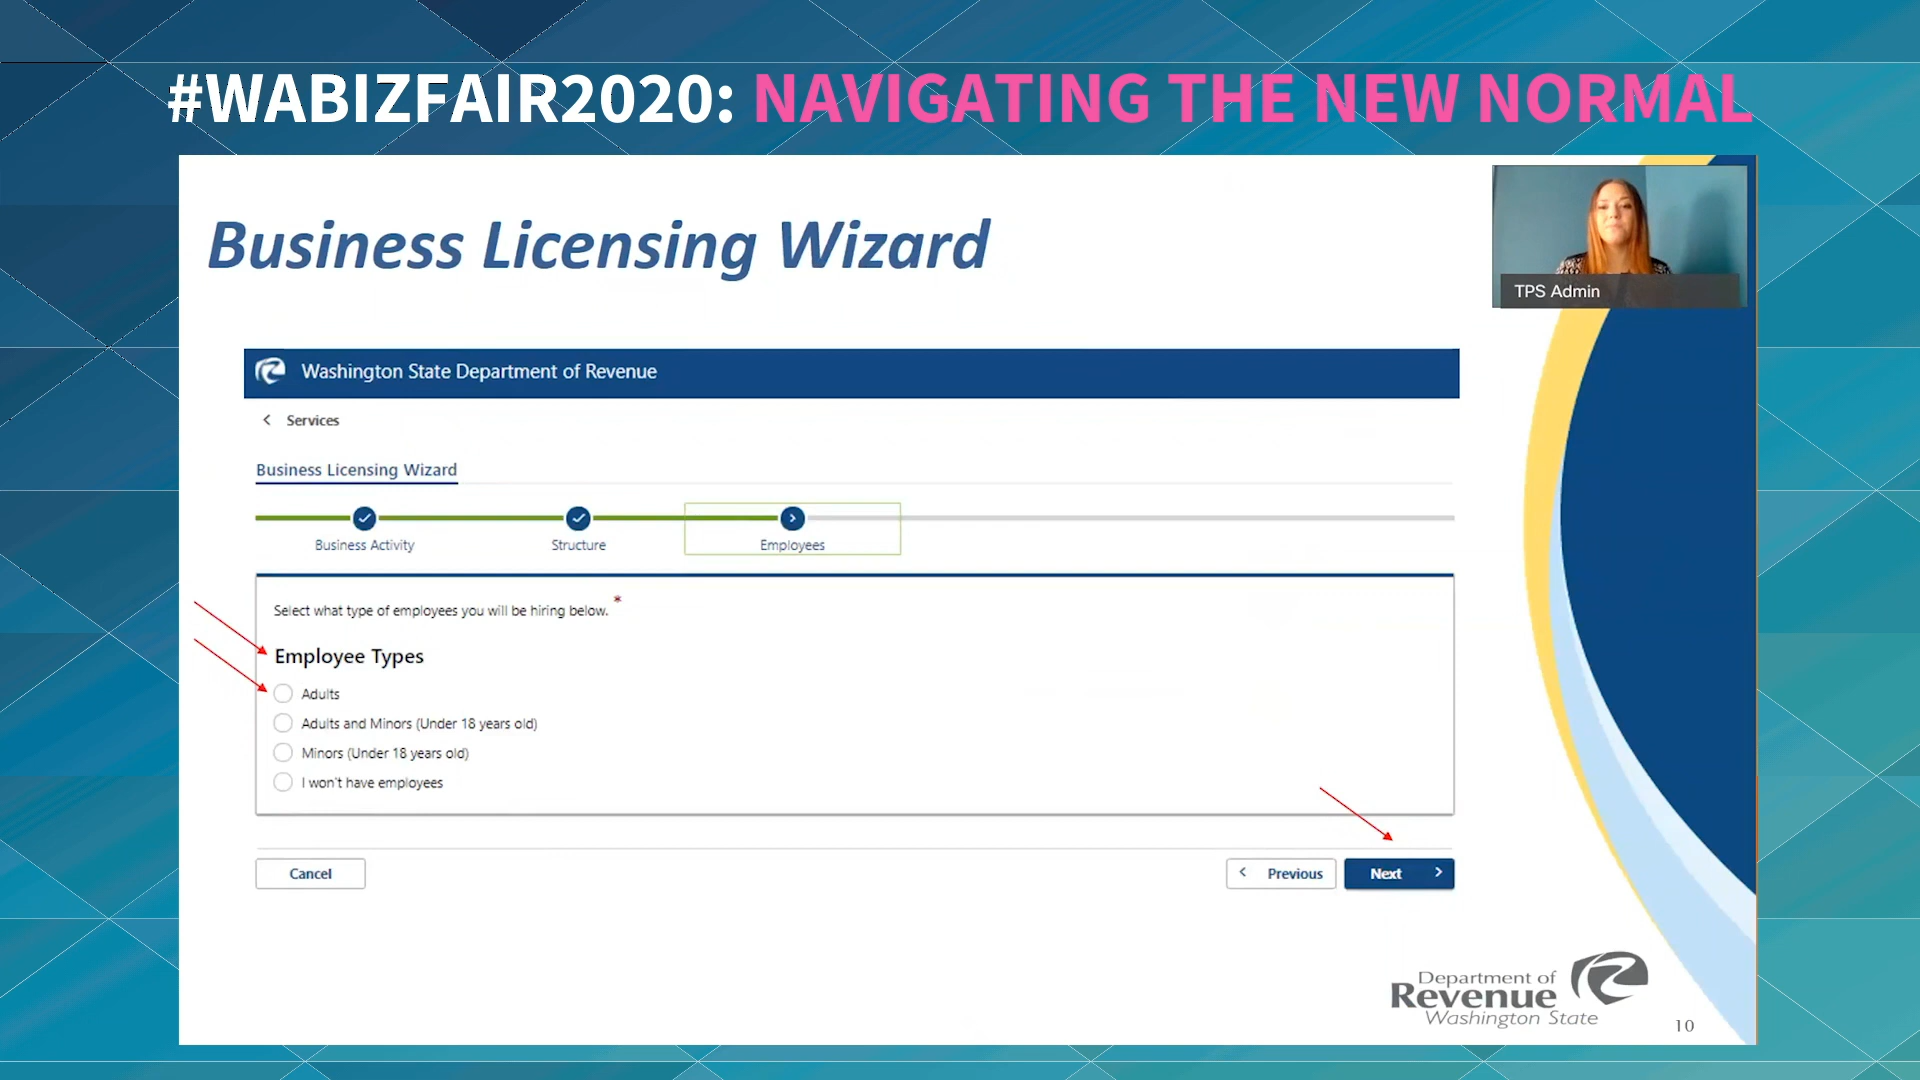 #WABIZFAIR2020: NAVIGATING THE NEW NORMAL
Business Licensing Wizard
TPS Admin
Washington State Department of Revenue
Services
Business Licensing Wizard
Business Activity
Structure
Employees
Select what type of employees you will be hiring below. *
Employee Types
Adults
Adults and Minors (Under 18 years old)
Minors (Under 18 years old)
I won't have employees
Cancel
Previous
Next
Department of
Revenue
Washington State
10